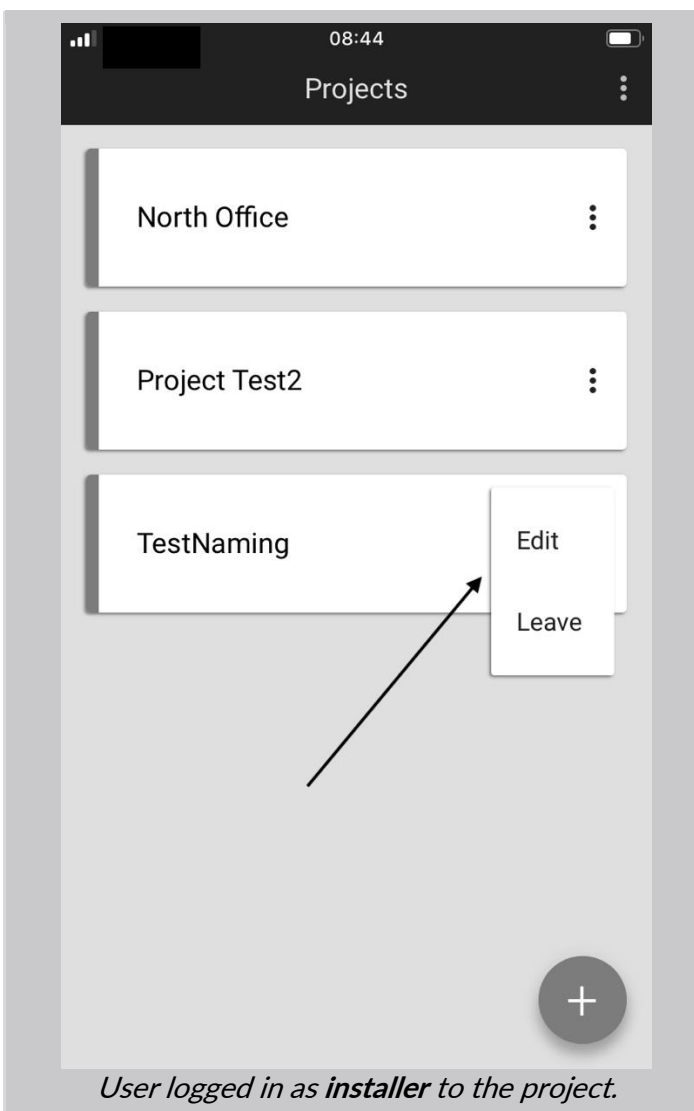 08:44
Projects
North Office
Project Test2
TestNaming
Edit
Leave
+
User logged in as installer to the project.